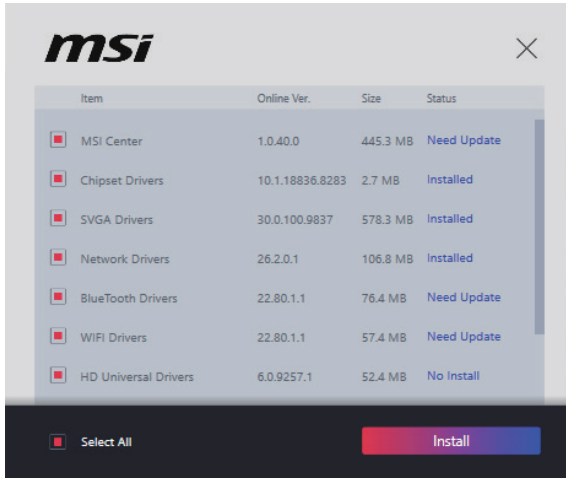 msi
Item Online Ver. Size Status
MSI Center 1.0.40.0 445.3 MB Need Update
Chipset Drivers 10.1.18836.8283 2.7 MB Installed
SVGA Drivers 30.0.100.9837 578.3 MB Installed
Network Drivers 26.2.0.1 106.8 MB Installed
BlueTooth Drivers 22.80.1.1 76.4 MB Need Update
WIFI Drivers 22.80.1.1 57.4 MB Need Update
HD Universal Drivers 6.0.9257.1 52.4 MB No Install
Select All Install